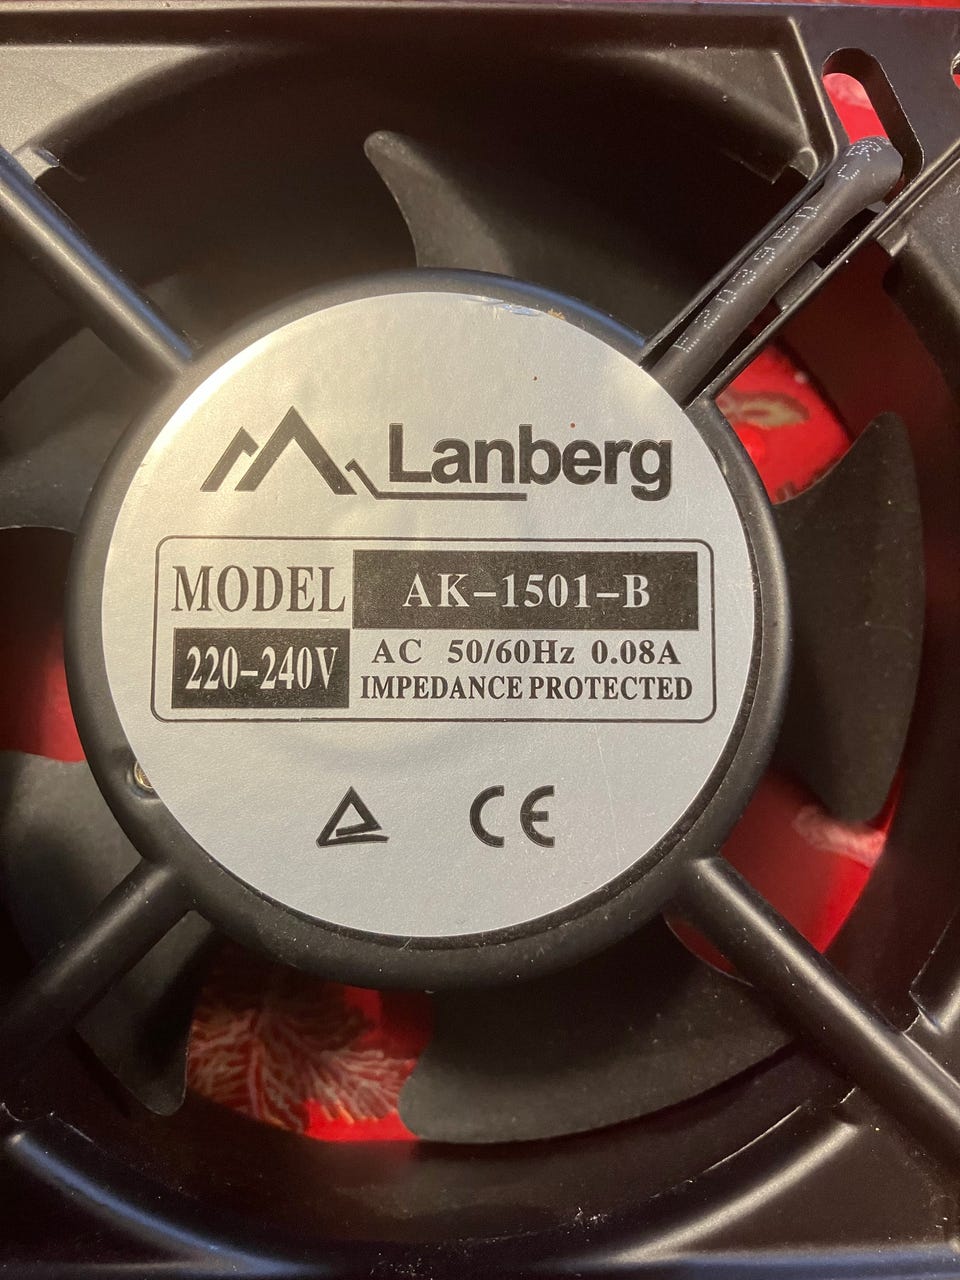 Lanberg
MODEL AK-1501-B
220-240V AC 50/60Hz 0.08A
IMPEDANCE PROTECTED
CE